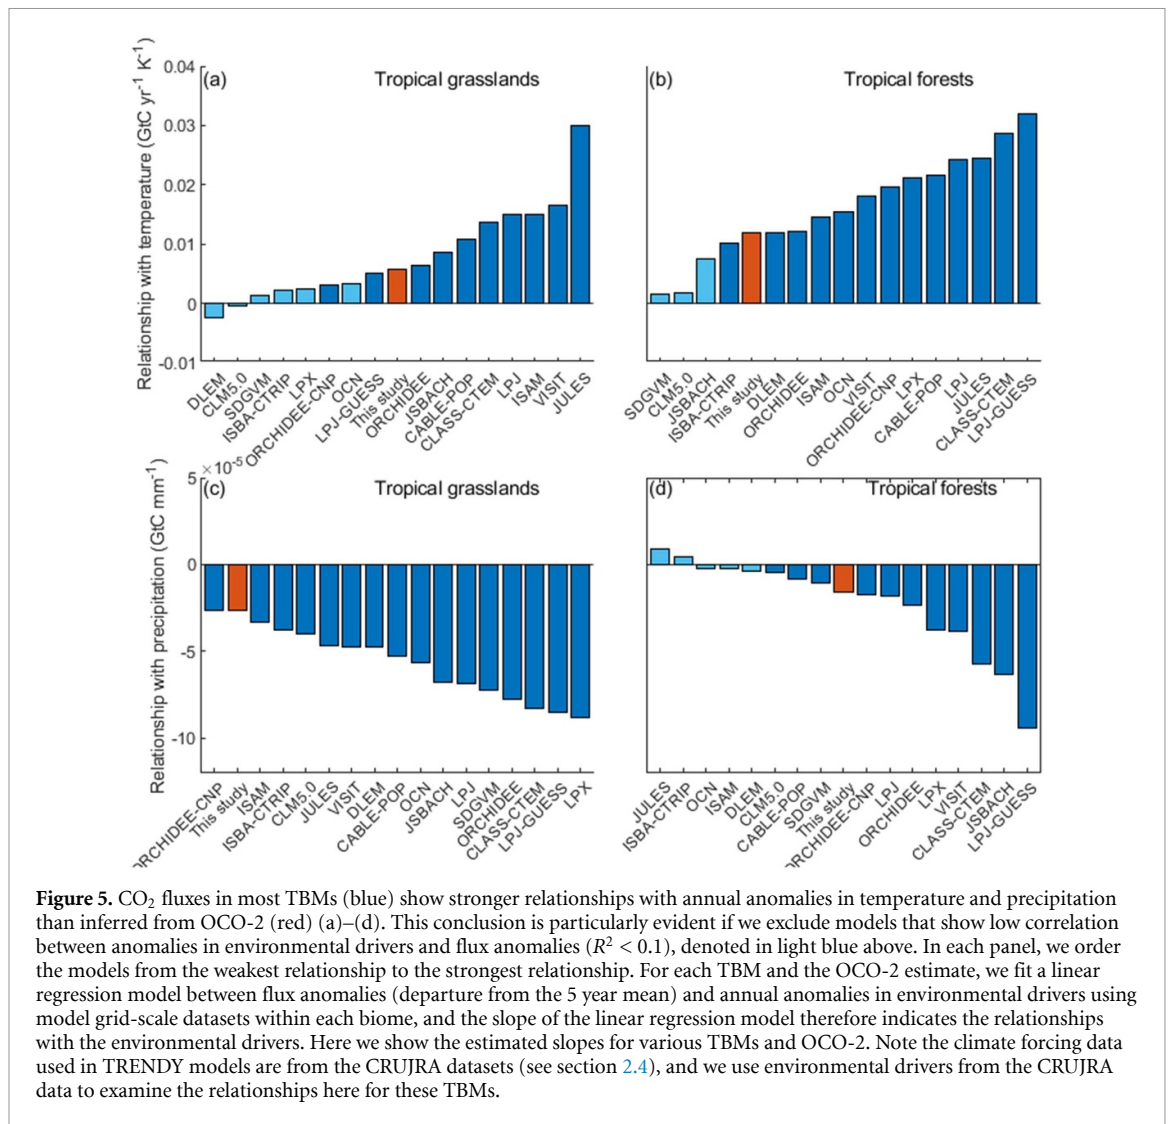 Relationship with temperature (GtC yr-1 K-1)
0.04
0.03
0.02
0.01
0
-0.01
(a)
Tropical grasslands
DLEM
CLM5.0
SDGVM
ISBA-CTRIP
LPX
ORCHIDEE-CNP
OCN
LPJ-GUESS
This study
ORCHIDEE
JSBACH
CABLE-POP
CLASS-CTEM
LPJ
ISAM
VISIT
JULES
(b)
Tropical forests
SDGVM
CLM5.0
JSBACH
ISBA-CTRIP
This study
DLEM
ORCHIDEE
ISAM
OCN
VISIT
ORCHIDEE-CNP
LPX
CABLE-POP
LPJ
JULES
CLASS-CTEM
LPJ-GUESS
Relationship with precipitation (GtC mm-1)
×10-5
5
0
-5
-10
(c)
Tropical grasslands
ORCHIDEE-CNP
This study
ISAM
ISBA-CTRIP
CLM5.0
JULES
VISIT
DLEM
CABLE-POP
OCN
JSBACH
LPJ
SDGVM
ORCHIDEE
CLASS-CTEM
LPJ-GUESS
LPX
(d)
Tropical forests
JULES
ISBA-CTRIP
OCN
ISAM
DLEM
CLM5.0
CABLE-POP
SDGVM
This study
ORCHIDEE-CNP
LPJ
ORCHIDEE
LPX
VISIT
CLASS-CTEM
JSBACH
LPJ-GUESS
Figure 5. CO2 fluxes in most TBMs (blue) show stronger relationships with annual anomalies in temperature and precipitation
than inferred from OCO-2 (red) (a)–(d). This conclusion is particularly evident if we exclude models that show low correlation
between anomalies in environmental drivers and flux anomalies (R2 < 0.1), denoted in light blue above. In each panel, we order
the models from the weakest relationship to the strongest relationship. For each TBM and the OCO-2 estimate, we fit a linear
regression model between flux anomalies (departure from the 5 year mean) and annual anomalies in environmental drivers using
model grid-scale datasets within each biome, and the slope of the linear regression model therefore indicates the relationships
with the environmental drivers. Here we show the estimated slopes for various TBMs and OCO-2. Note the climate forcing data
used in TRENDY models are from the CRUJRA datasets (see section 2.4), and we use environmental drivers from the CRUJRA
data to examine the relationships here for these TBMs.